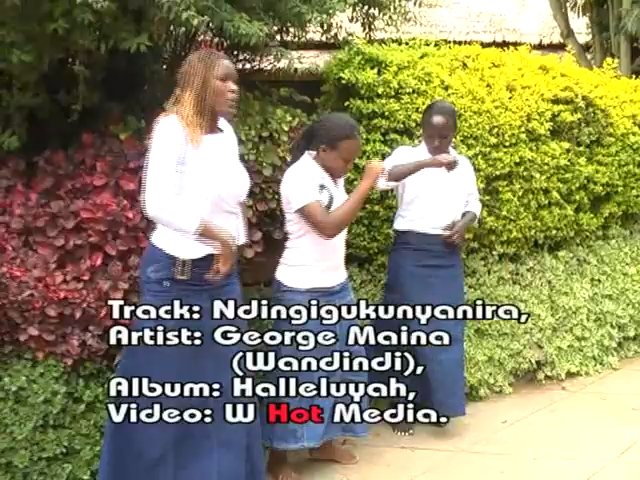 Track: Ndingigukunyanira,
Artist: George Maina
(Wandindi),
Album: Halleluyah,
Video: W Hot Media.